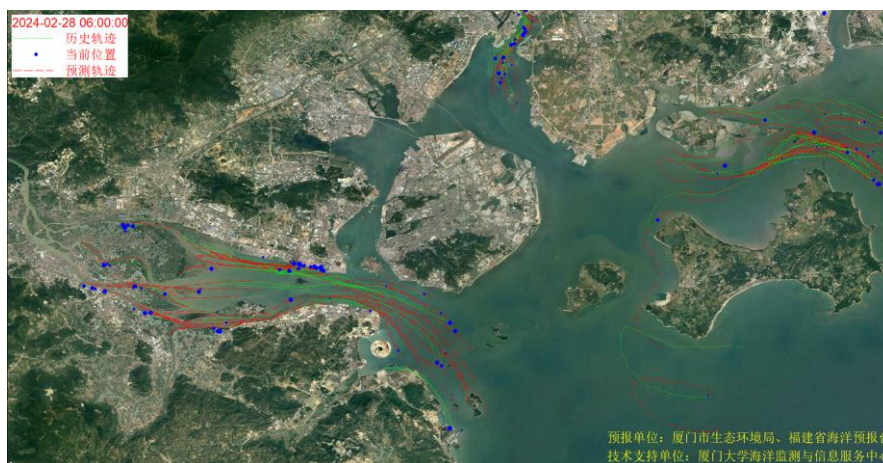 2024-02-28 06:00:00
历史轨迹
当前位置
预测轨迹
预报单位：厦门市生态环境局、福建省海洋预报台
技术支持单位：厦门大学海洋监测与信息服务中心